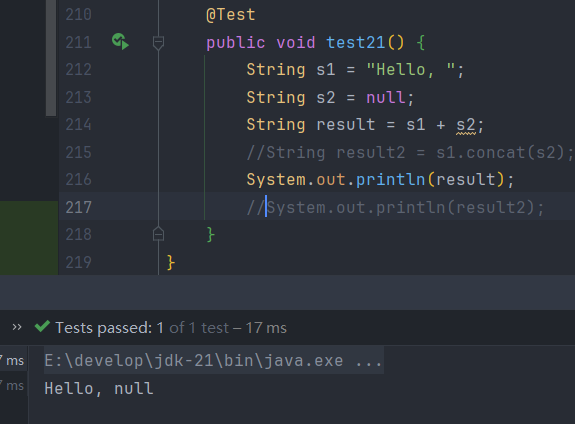 210 @Test
211 public void test21() {
212 String s1 = "Hello, ";
213 String s2 = null;
214 String result = s1 + s2;
215 //String result2 = s1.concat(s2);
216 System.out.println(result);
217 //System.out.println(result2);
218 }
219 }
» Tests passed: 1 of 1 test – 17 ms
7 ms E:\develop\jdk-21\bin\java.exe ...
7 ms Hello, null